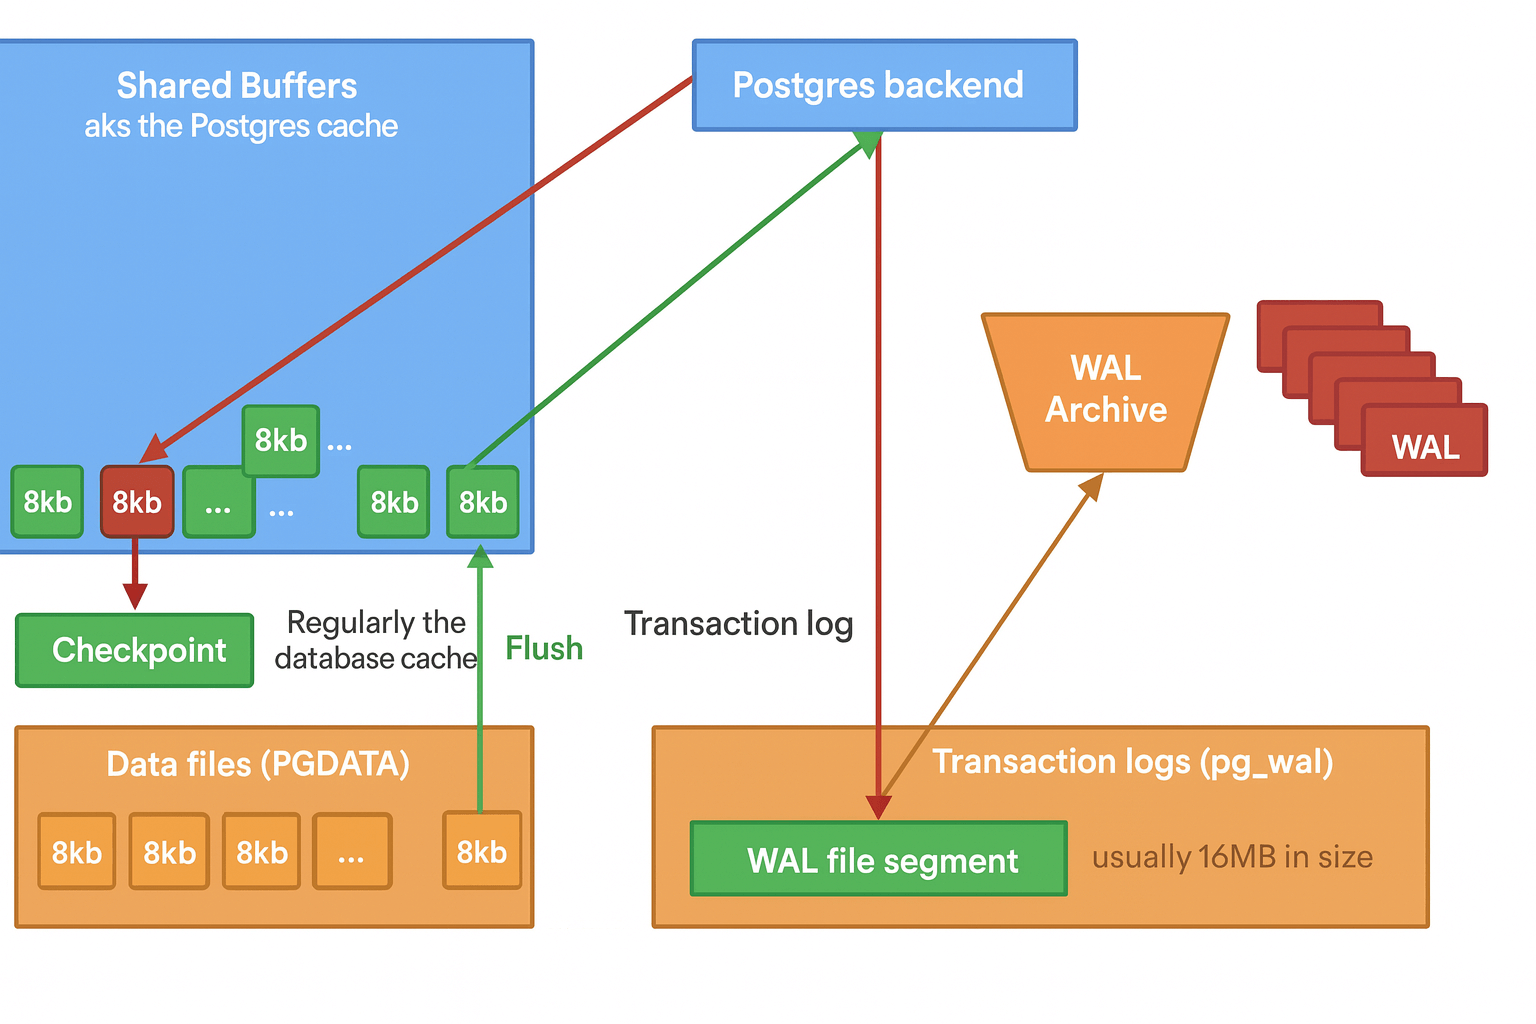 Shared Buffers
aks the Postgres cache
Postgres backend
8kb ...
8kb
8kb
...
...
8kb
8kb
WAL
Archive
WAL
Checkpoint
Regularly the
database cache
Flush
Transaction log
Data files (PGDATA)
8kb
8kb
8kb
...
8kb
Transaction logs (pg_wal)
WAL file segment
usually 16MB in size